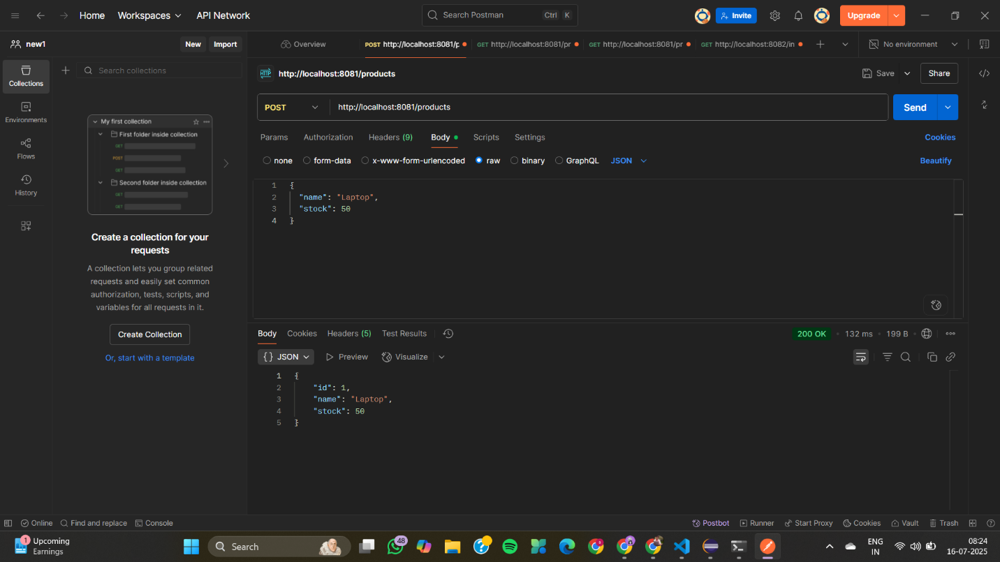 Home
Workspaces
API Network
Search Postman
Ctrl
K
Invite
Upgrade
new1
New
Import
Overview
POST http://localhost:8081/p
GET http://localhost:8081/pr
GET http://localhost:8081/pr
GET http://localhost:8082/in
No environment
Collections
Environments
Flows
History
Search collections
My first collection
First folder inside collection
GET
POST
GET
Second folder inside collection
GET
GET
Create a collection for your
requests
A collection lets you group related
requests and easily set common
authorization, tests, scripts, and
variables for all requests in it.
Create Collection
Or, start with a template
HTTP http://localhost:8081/products
Save
Share
POST
http://localhost:8081/products
Send
Params
Authorization
Headers (9)
Body
Scripts
Settings
Cookies
none
form-data
x-www-form-urlencoded
raw
binary
GraphQL
JSON
Beautify
1 {
2 "name": "Laptop",
3 "stock": 50
4 }
Body
Cookies
Headers (5)
Test Results
200 OK
132 ms
199 B
{} JSON
Preview
Visualize
1 {
2 "id": 1,
3 "name": "Laptop",
4 "stock": 50
5 }
Online
Find and replace
Console
Postbot
Runner
Start Proxy
Cookies
Vault
Trash
1
Upcoming
Earnings
Search
48
ENG
IN
08:24
16-07-2025